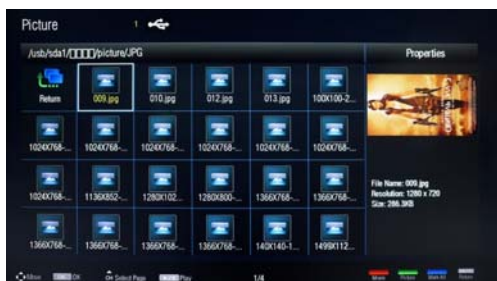 Picture 1
/usb/sda1/□□□□/picture/JPG
Properties
Return 009.jpg 010.jpg 012.jpg 013.jpg 100X100-2...
1024X768-... 1024X768-... 1024X768-... 1024X768-... 1024X768-... 1024X768-...
1024X768-... 1136X852-... 1280X102... 1280X800-... 1366X768-... 1366X768-...
1366X768-... 1366X768-... 1366X768-... 1366X768-... 140X140-1... 1499X112...
File Name: 009.jpg
Resolution: 1280 x 720
Size: 286.3KB
Move OK CH Select Page Play 1/4 Music